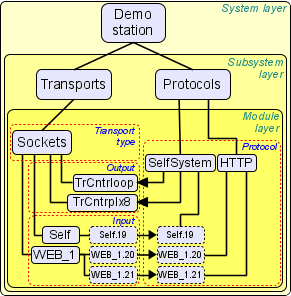 System layer
Demo
station
Subsystem
layer
Transports
Protocols
Module
layer
Transport
type
Sockets
Protocol
SelfSystem
HTTP
Output
TrCntrloop
TrCntrplx8
Input
Self
Self.19
Self.19
WEB_1
WEB_1.20
WEB_1.20
WEB_1.21
WEB_1.21